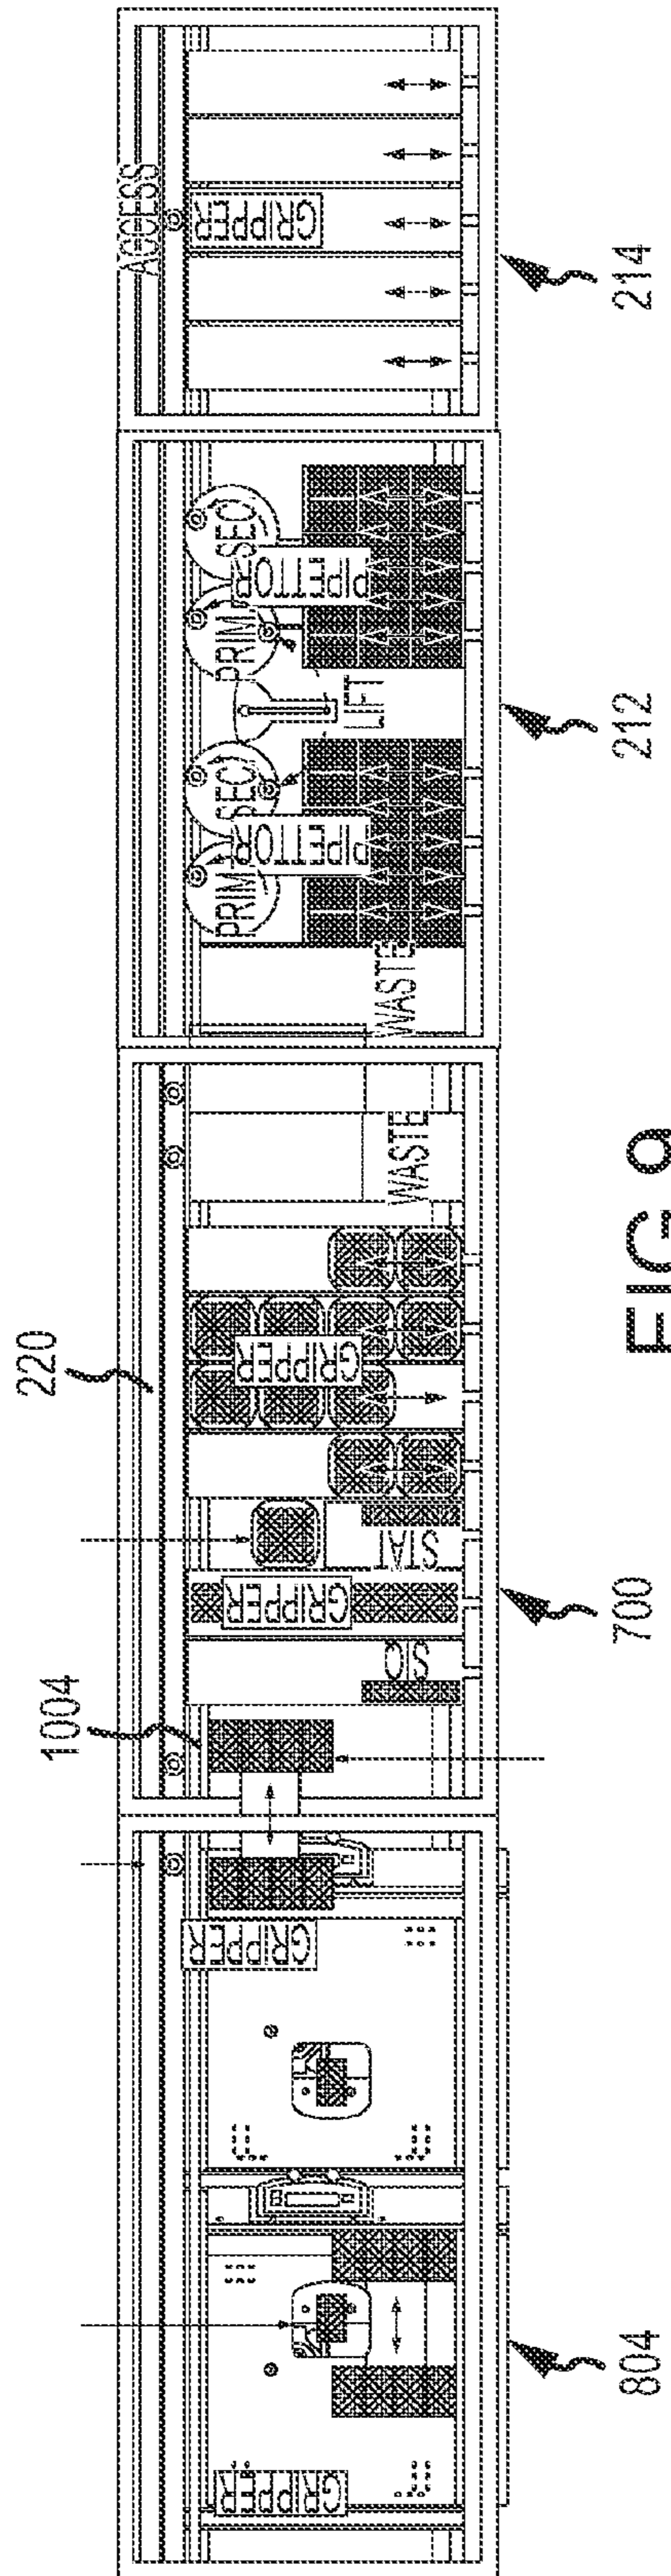 220
1004
ACCESS
GRIPPER
GRIPPER
GRIPPER
GRIPPER
GRIPPER
SIO
STAT
WASTE
WASTE
PRIM.
SEC.
PIPETTOR
LIFT
PRIM.
SEC.
PIPETTOR
804
700
212
214
FIG.9